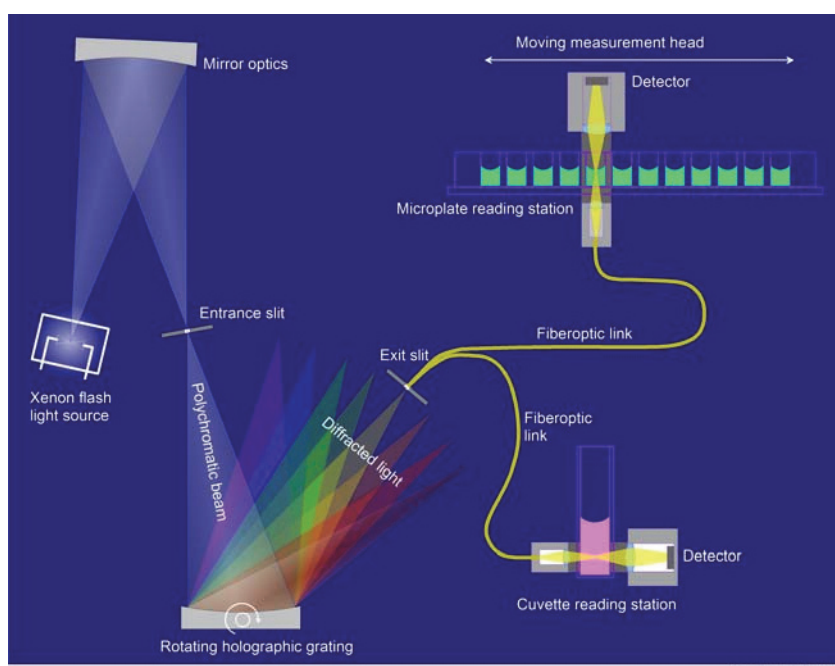 Moving measurement head
Mirror optics
Detector
Microplate reading station
Entrance slit
Fiberoptic link
Exit slit
Xenon flash
light source
Polychromatic beam
Diffracted light
Fiberoptic
link
Detector
Cuvette reading station
Rotating holographic grating